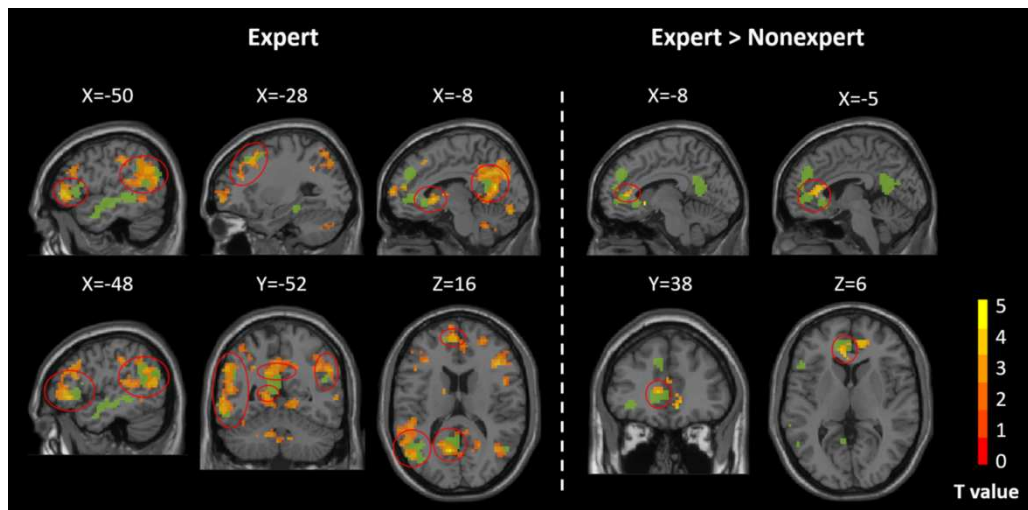 Expert
Expert > Nonexpert
X=-50
X=-28
X=-8
X=-8
X=-5
X=-48
Y=-52
Z=16
Y=38
Z=6
5
4
3
2
1
0
T value